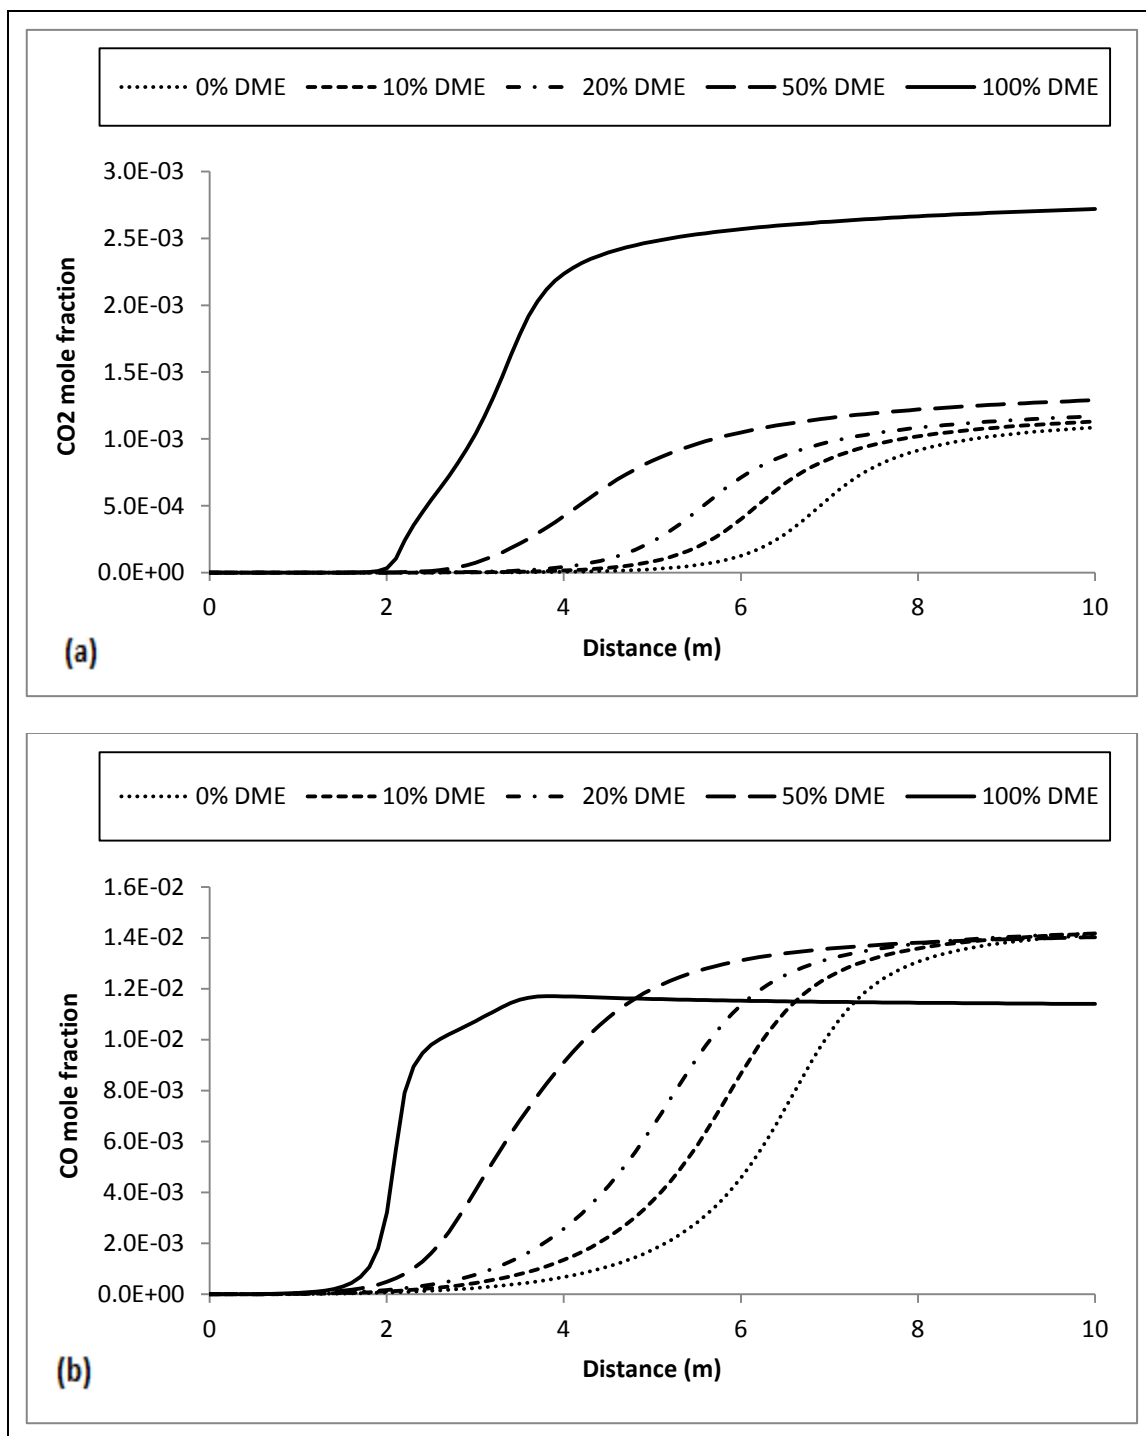 0% DME 10% DME 20% DME 50% DME 100% DME
3.0E-03
2.5E-03
2.0E-03
1.5E-03
1.0E-03
5.0E-04
0.0E+00
CO2 mole fraction
0 2 4 6 8 10
Distance (m)
(a)
0% DME 10% DME 20% DME 50% DME 100% DME
1.6E-02
1.4E-02
1.2E-02
1.0E-02
8.0E-03
6.0E-03
4.0E-03
2.0E-03
0.0E+00
CO mole fraction
0 2 4 6 8 10
Distance (m)
(b)